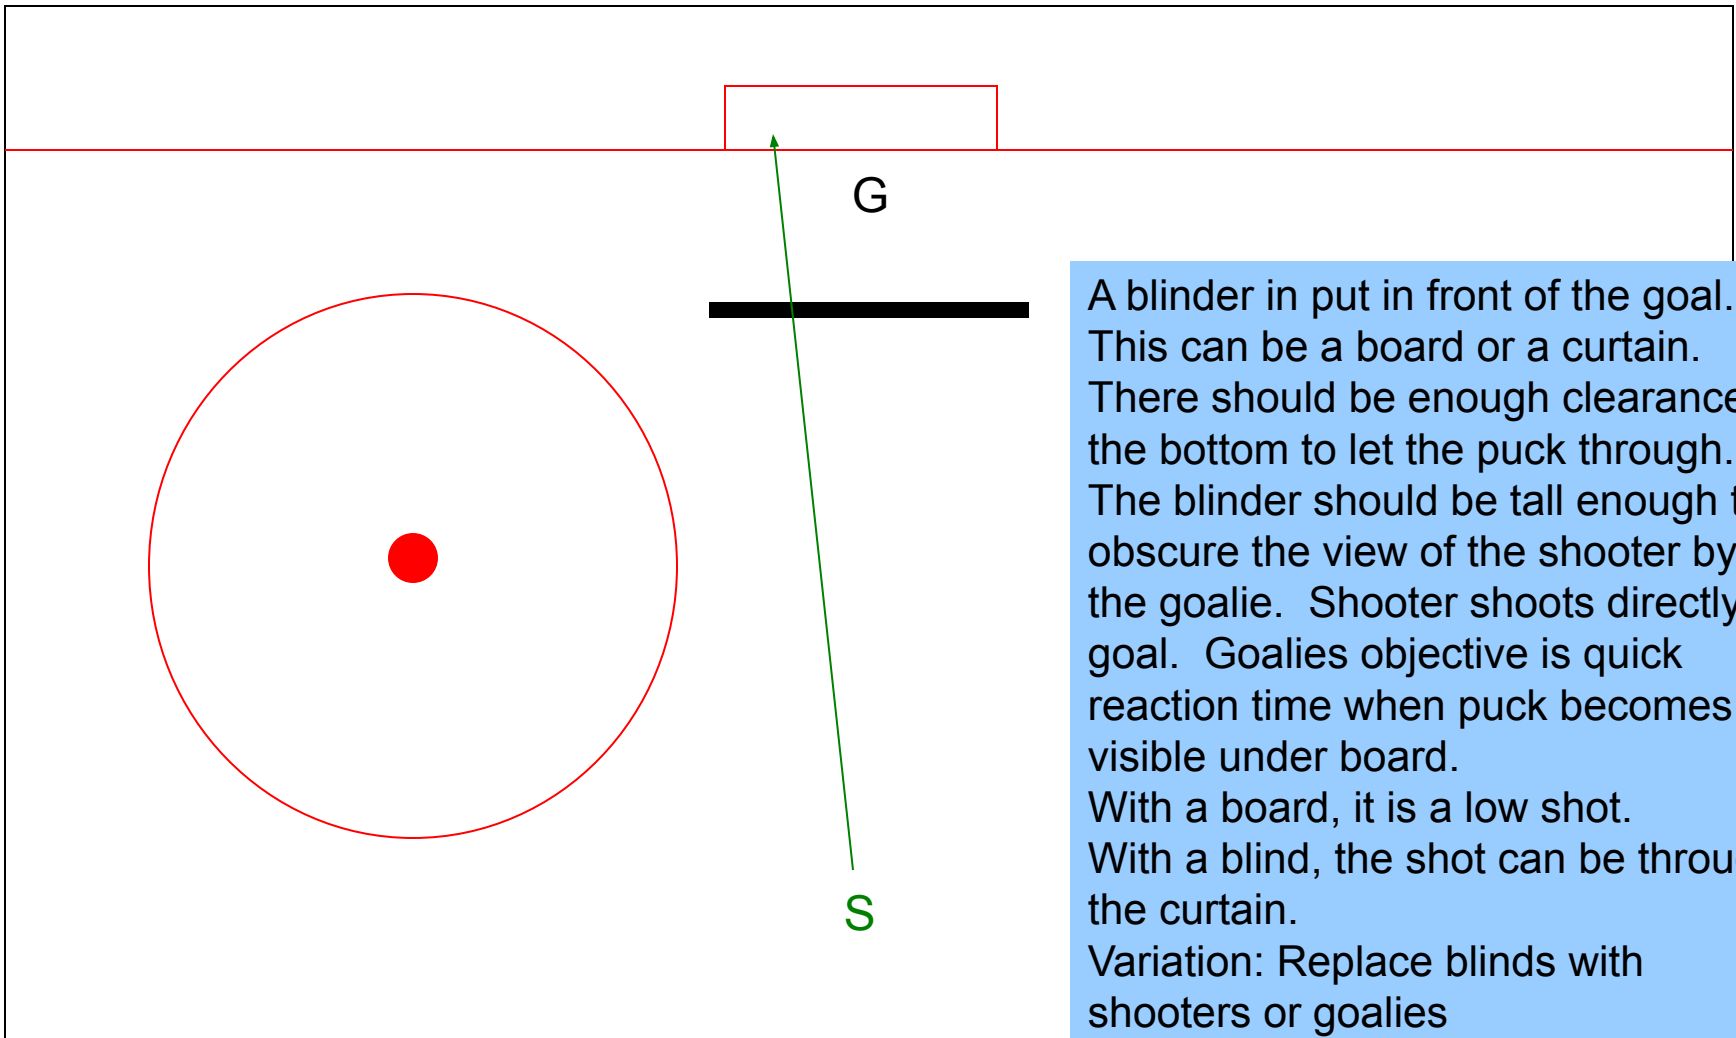 G
A blinder in put in front of the goal.
This can be a board or a curtain.
There should be enough clearance
the bottom to let the puck through.
The blinder should be tall enough
obscure the view of the shooter by
the goalie.  Shooter shoots directly
goal.  Goalies objective is quick
reaction time when puck becomes
visible under board.
With a board, it is a low shot.
With a blind, the shot can be
the curtain.
Variation: Replace blinds with
shooters or goalies
S